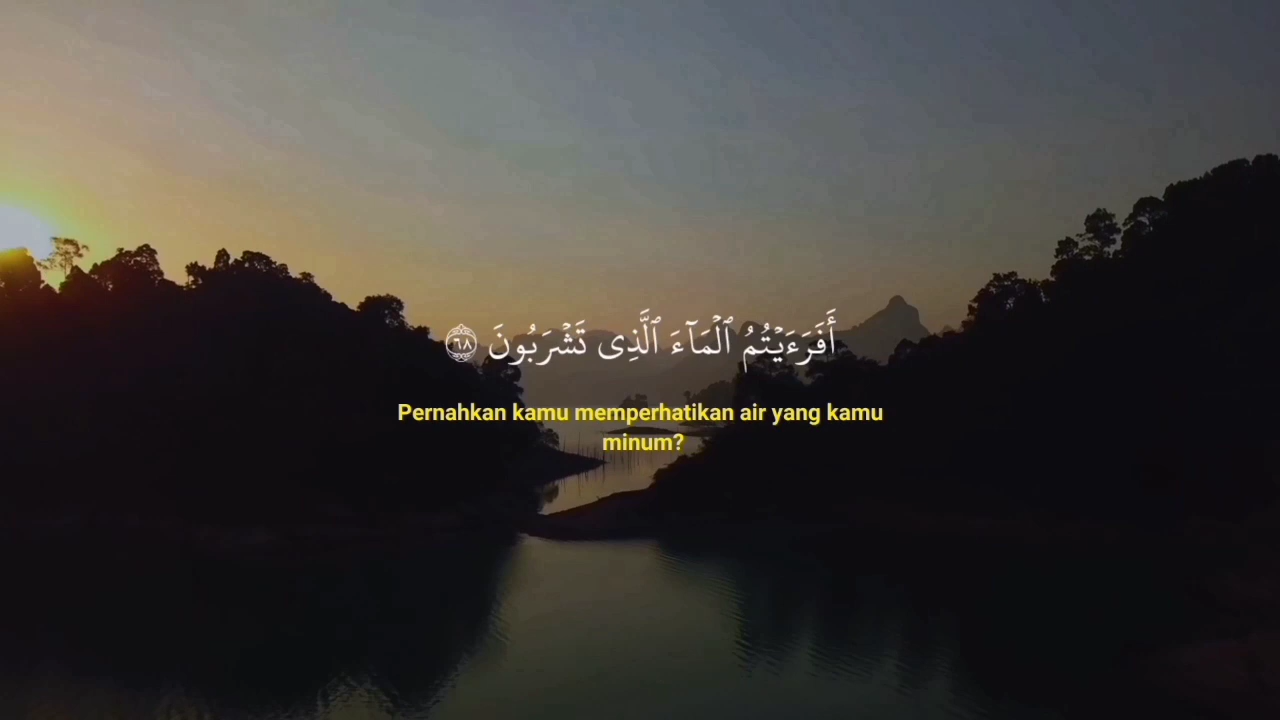 أَفَرَءَيْتُمُ ٱلْمَآءَ ٱلَّذِى تَشْرَبُونَ ٦٨
Pernahkan kamu memperhatikan air yang kamu
minum?